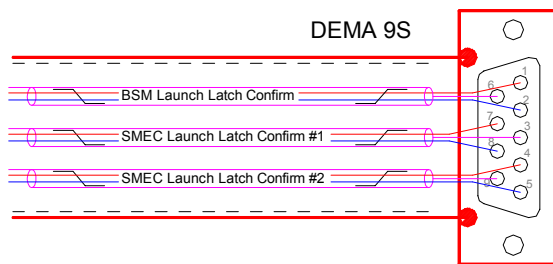 DEMA 9S
1
6
BSM Launch Latch Confirm
2
7
SMEC Launch Latch Confirm #1
3
8
4
SMEC Launch Latch Confirm #2
9
5